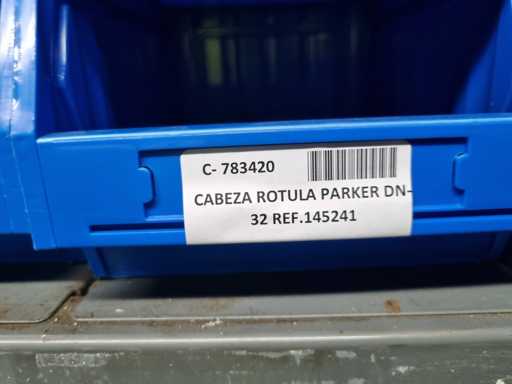 C- 783420
CABEZA ROTULA PARKER DN-
32 REF.145241